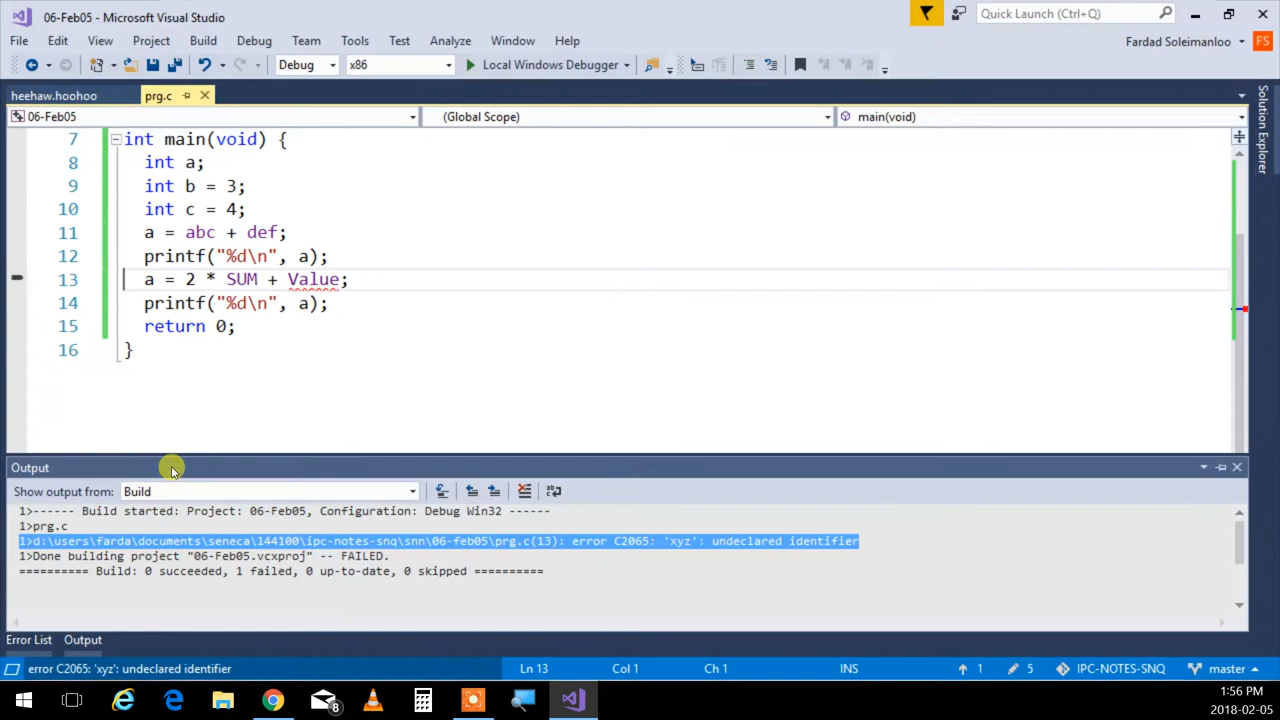 06-Feb05 - Microsoft Visual Studio
Quick Launch (Ctrl+Q)
File Edit View Project Build Debug Team Tools Test Analyze Window Help
Fardad Soleimanloo FS
Debug x86 Local Windows Debugger
heehaw.hoohoo prg.c
06-Feb05 (Global Scope) main(void)
Solution Explorer
7 int main(void) {
8 int a;
9 int b = 3;
10 int c = 4;
11 a = abc + def;
12 printf("%d\n", a);
13 a = 2 * SUM + Value;
14 printf("%d\n", a);
15 return 0;
16 }
Output
Show output from: Build
1>------ Build started: Project: 06-Feb05, Configuration: Debug Win32 ------
1>prg.c
1>d:\users\farda\documents\seneca\144100\ipc-notes-snq\snn\06-feb05\prg.c(13): error C2065: 'xyz': undeclared identifier
1>Done building project "06-Feb05.vcxproj" -- FAILED.
========== Build: 0 succeeded, 1 failed, 0 up-to-date, 0 skipped ==========
Error List Output
error C2065: 'xyz': undeclared identifier Ln 13 Col 1 Ch 1 INS 1 5 IPC-NOTES-SNQ master
8
1:56 PM
2018-02-05